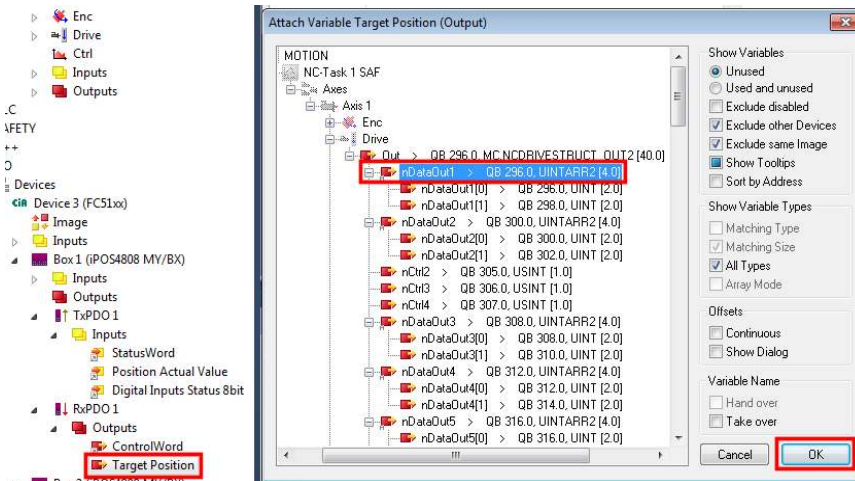 Enc
Drive
Ctrl
Inputs
Outputs
LC
AFETY
++
O
Devices
Device 3 (FC51xx)
Image
Inputs
Box 1 (iPOS4808 MY/BX)
Inputs
Outputs
TxPDO 1
Inputs
StatusWord
Position Actual Value
Digital Inputs Status 8bit
RxPDO 1
Outputs
ControlWord
Target Position
Attach Variable Target Position (Output)
MOTION
NC-Task 1 SAF
Axes
Axis 1
Enc
Drive
Out > QB 296.0, MC.NCDRIVESTRUCT_OUT2 [40.0]
nDataOut1 > QB 296.0, UINTARR2 [4.0]
nDataOut1[0] > QB 296.0, UINT [2.0]
nDataOut1[1] > QB 298.0, UINT [2.0]
nDataOut2 > QB 300.0, UINTARR2 [4.0]
nDataOut2[0] > QB 300.0, UINT [2.0]
nDataOut2[1] > QB 302.0, UINT [2.0]
nCtrl2 > QB 305.0, USINT [1.0]
nCtrl3 > QB 306.0, USINT [1.0]
nCtrl4 > QB 307.0, USINT [1.0]
nDataOut3 > QB 308.0, UINTARR2 [4.0]
nDataOut3[0] > QB 308.0, UINT [2.0]
nDataOut3[1] > QB 310.0, UINT [2.0]
nDataOut4 > QB 312.0, UINTARR2 [4.0]
nDataOut4[0] > QB 312.0, UINT [2.0]
nDataOut4[1] > QB 314.0, UINT [2.0]
nDataOut5 > QB 316.0, UINTARR2 [4.0]
nDataOut5[0] > QB 316.0, UINT [2.0]
Show Variables
Unused
Used and unused
Exclude disabled
Exclude other Devices
Exclude same Image
Show Tooltips
Sort by Address
Show Variable Types
Matching Type
Matching Size
All Types
Array Mode
Offsets
Continuous
Show Dialog
Variable Name
Hand over
Take over
Cancel
OK